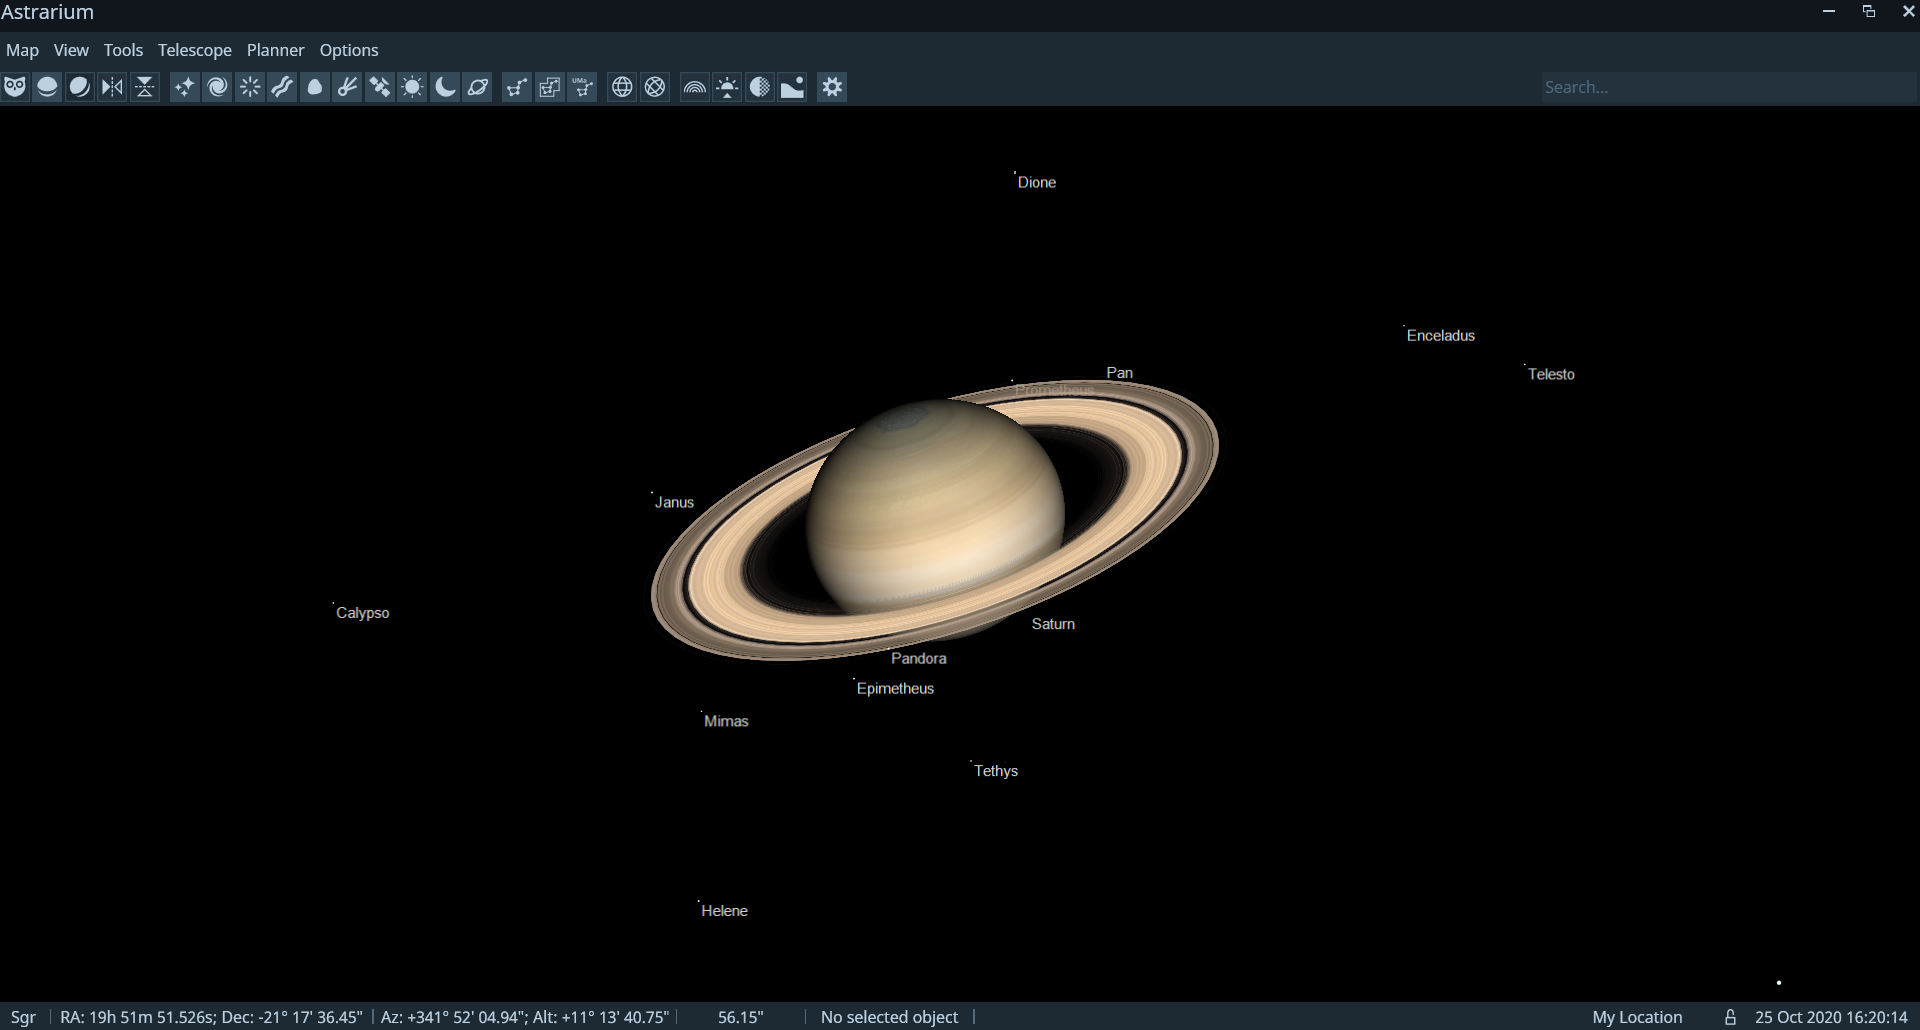 Astrarium
Map View Tools Telescope Planner Options
UMa
Search...
Dione
Enceladus
Pan
Telesto
Prometheus
Janus
Calypso
Saturn
Pandora
Epimetheus
Mimas
Tethys
Helene
Sgr RA: 19h 51m 51.526s; Dec: -21° 17' 36.45" Az: +341° 52' 04.94"; Alt: +11° 13' 40.75" 56.15" No selected object My Location 25 Oct 2020 16:20:14